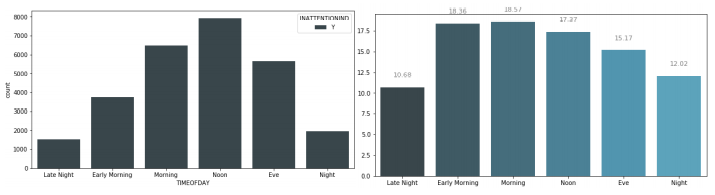 INATTENTIONIND
Y
8000
7000
6000
5000
4000
3000
2000
1000
0
count
Late Night Early Morning Morning Noon Eve Night
TIMEOFDAY
17.5
15.0
12.5
10.0
7.5
5.0
2.5
0.0
10.68 18.36 18.57 17.37 15.17 12.02
Late Night Early Morning Morning Noon Eve Night